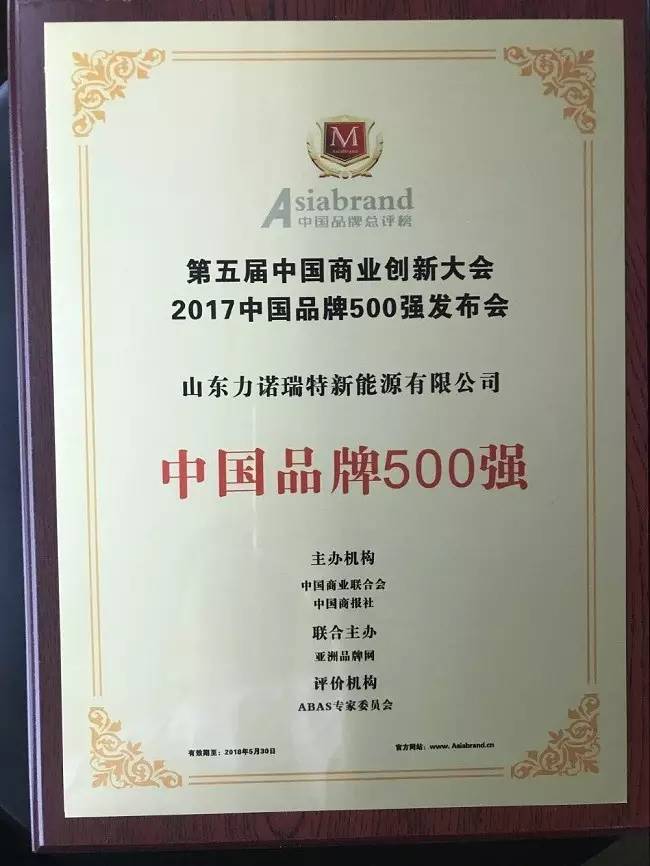 M
Asiabrand
Asiabrand
中国品牌总评榜
第五届中国商业创新大会
2017中国品牌500强发布会
山东力诺瑞特新能源有限公司
中国品牌500强
主办机构
中国商业联合会
中国商报社
联合主办
亚洲品牌网
评价机构
ABAS专家委员会
有效期至：2018年5月30日 官方网站：www.Asiabrand.cn